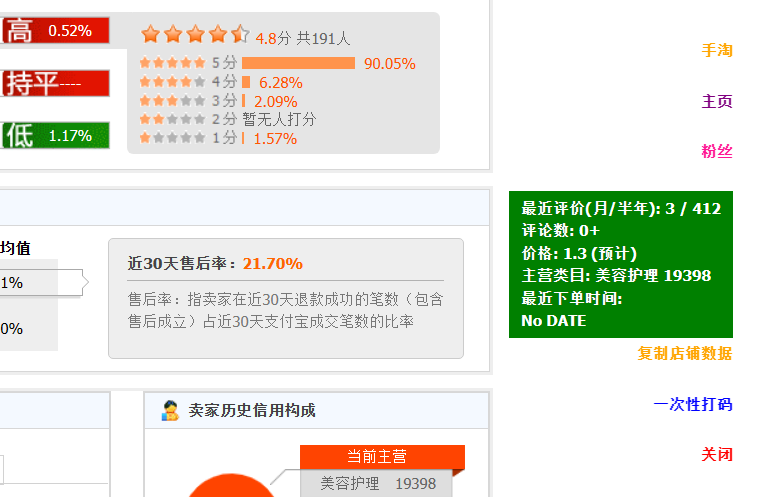 高 0.52%
持平 ----
低 1.17%
4.8分 共191人
5分 90.05%
4分 6.28%
3分 2.09%
2分 暂无人打分
1分 1.57%
均值
1%
0%
近30天售后率：21.70%
售后率：指卖家在近30天退款成功的笔数（包含
售后成立）占近30天支付宝成交笔数的比率
卖家历史信用构成
当前主营
美容护理 19398
手淘
主页
粉丝
最近评价(月/半年): 3 / 412
评论数: 0+
价格: 1.3 (预计)
主营类目: 美容护理 19398
最近下单时间:
No DATE
复制店铺数据
一次性打码
关闭